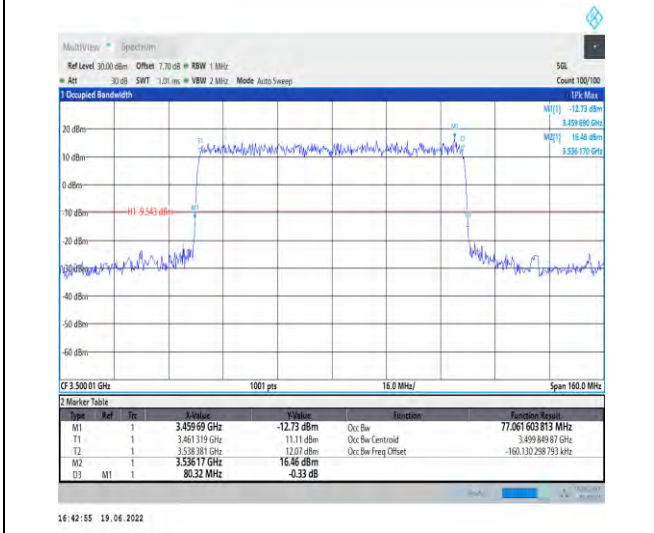 MultiView Spectrum
Ref Level 30.00 dBm Offset 7.70 dB RBW 1 MHz SGL
Att 30 dB SWT 1.01 ms VBW 2 MHz Mode Auto Sweep Count 100/100
1 Occupied Bandwidth 1Pk Max
M1[1] -12.73 dBm
3.459 690 GHz
M2[1] 16.46 dBm
3.536 170 GHz
20 dBm
M2
T1 T2
10 dBm
0 dBm
-10 dBm H1 -9.543 dBm M1
-20 dBm
-30 dBm
-40 dBm
-50 dBm
-60 dBm
CF 3.500 01 GHz 1001 pts 16.0 MHz/ Span 160.0 MHz
2 Marker Table
Type Ref Trc X-Value Y-Value Function Function Result
M1 1 3.459 69 GHz -12.73 dBm Occ Bw 77.061 603 813 MHz
T1 1 3.461 319 GHz 11.11 dBm Occ Bw Centroid 3.499 849 87 GHz
T2 1 3.538 381 GHz 12.07 dBm Occ Bw Freq Offset -160.130 298 793 kHz
M2 1 3.536 17 GHz 16.46 dBm
D3 M1 1 80.32 MHz -0.33 dB
16:42:55 19.06.2022